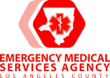 EMERGENCY MEDICAL
SERVICES AGENCY
LOS ANGELES COUNTY